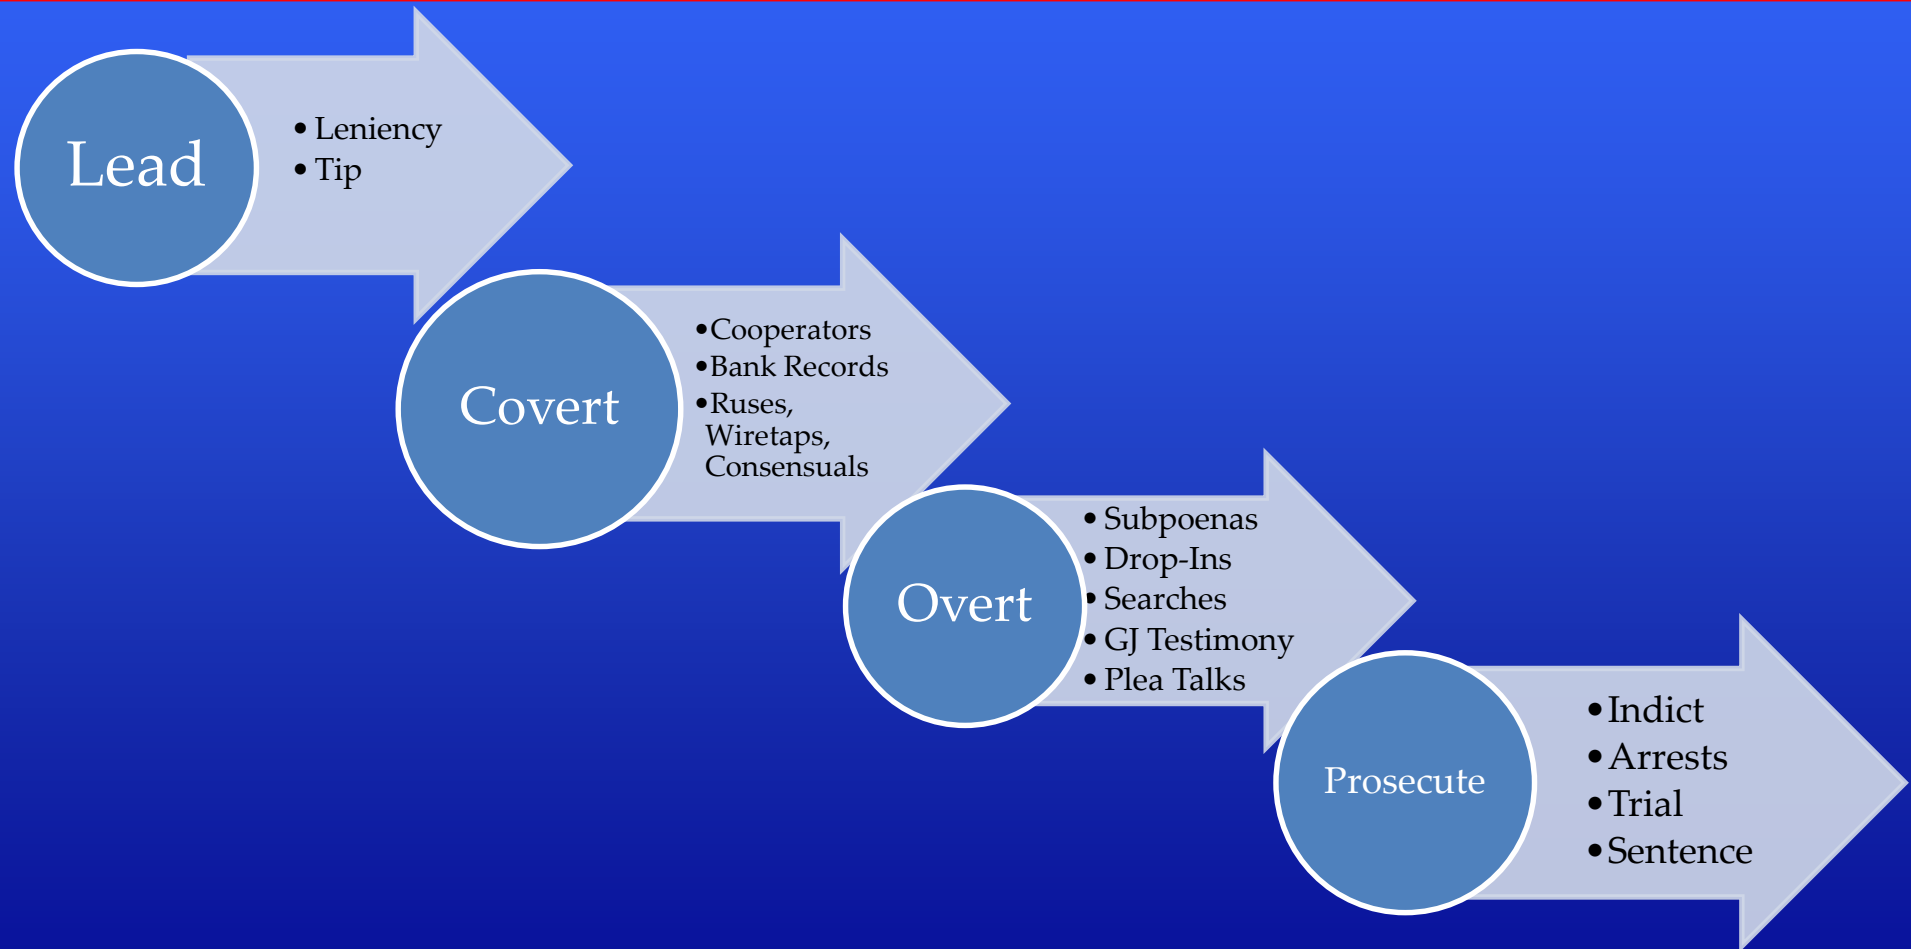 Lead
• Leniency
• Tip
Covert
•Cooperators
•Bank Records
•Ruses,
Wiretaps,
Consensuals
Overt
• Subpoenas
• Drop-Ins
• Searches
• GJ Testimony
• Plea Talks
Prosecute
•Indict
•Arrests
•Trial
•Sentence